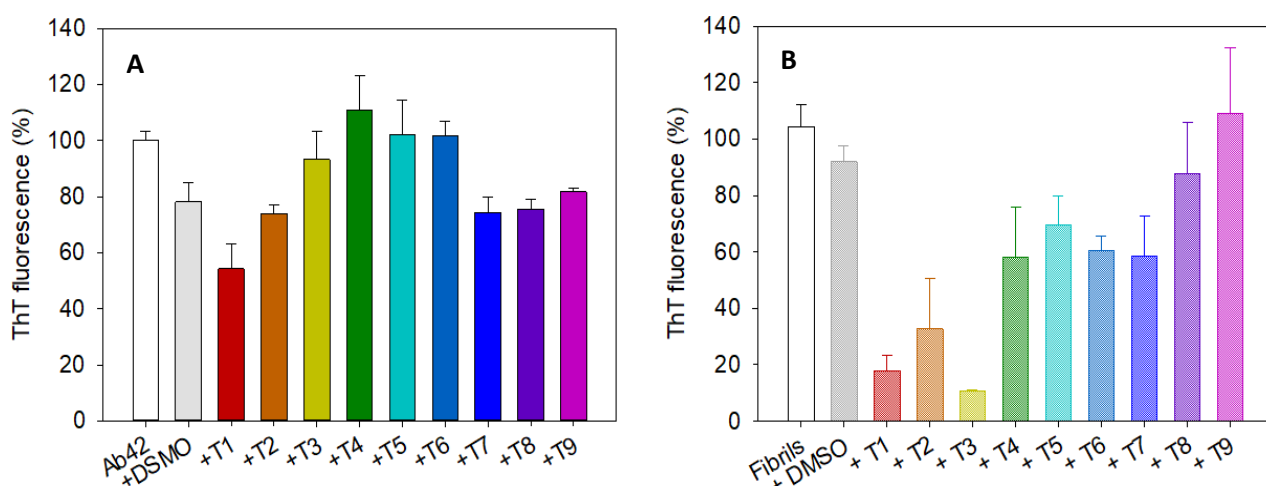 A
ThT fluorescence (%)
140
120
100
80
60
40
20
0
Ab42
+DSMO
+T1
+T2
+T3
+T4
+T5
+T6
+T7
+T8
+T9
B
ThT fluorescence (%)
140
120
100
80
60
40
20
0
Fibrils
+ DMSO
+ T1
+ T2
+ T3
+ T4
+ T5
+ T6
+ T7
+ T8
+ T9